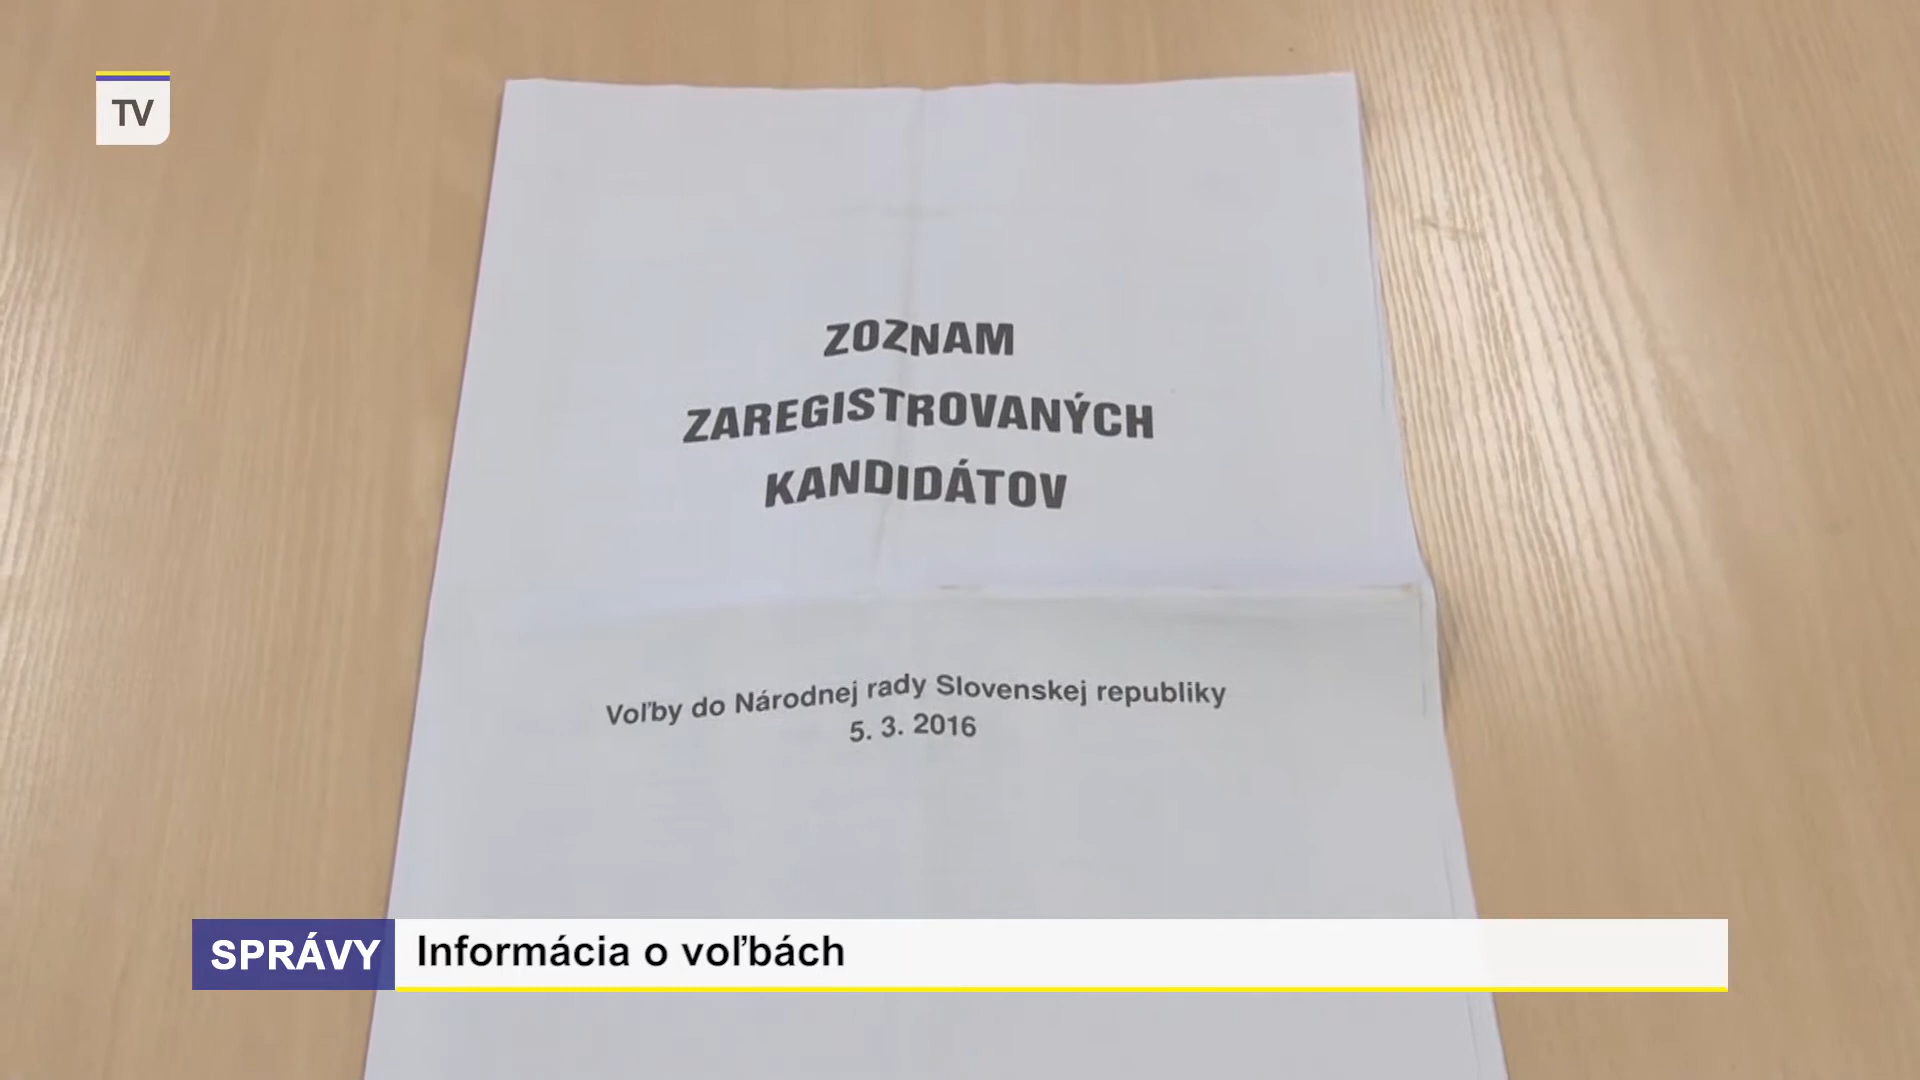 TV
ZOZNAM
ZAREGISTROVANÝCH
KANDIDÁTOV
Voľby do Národnej rady Slovenskej republiky
5. 3. 2016
SPRÁVY Informácia o voľbách